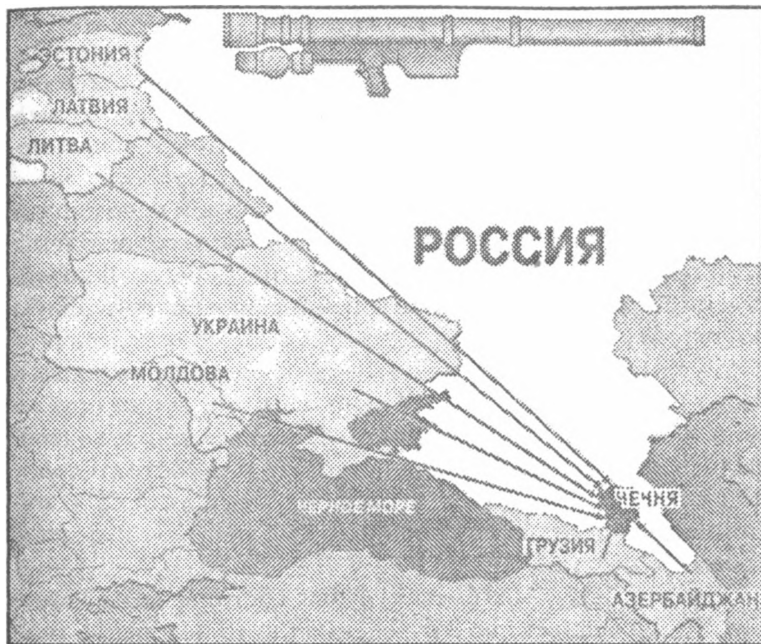 ЭСТОНИЯ
ЛАТВИЯ
ЛИТВА
РОССИЯ
УКРАИНА
МОЛДОВА
ЧЕЧНЯ
ЧЕРНОЕ МОРЕ
ГРУЗИЯ
АЗЕРБАЙДЖАН